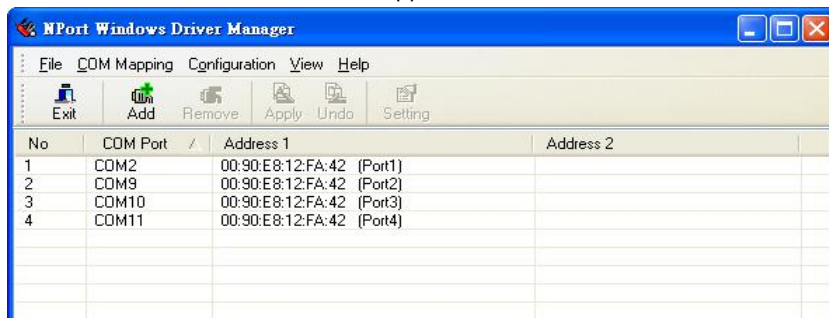 NPort Windows Driver Manager
File COM Mapping Configuration View Help
Exit Add Remove Apply Undo Setting
No COM Port Address 1 Address 2
1 COM2 00:90:E8:12:FA:42 (Port1)
2 COM9 00:90:E8:12:FA:42 (Port2)
3 COM10 00:90:E8:12:FA:42 (Port3)
4 COM11 00:90:E8:12:FA:42 (Port4)